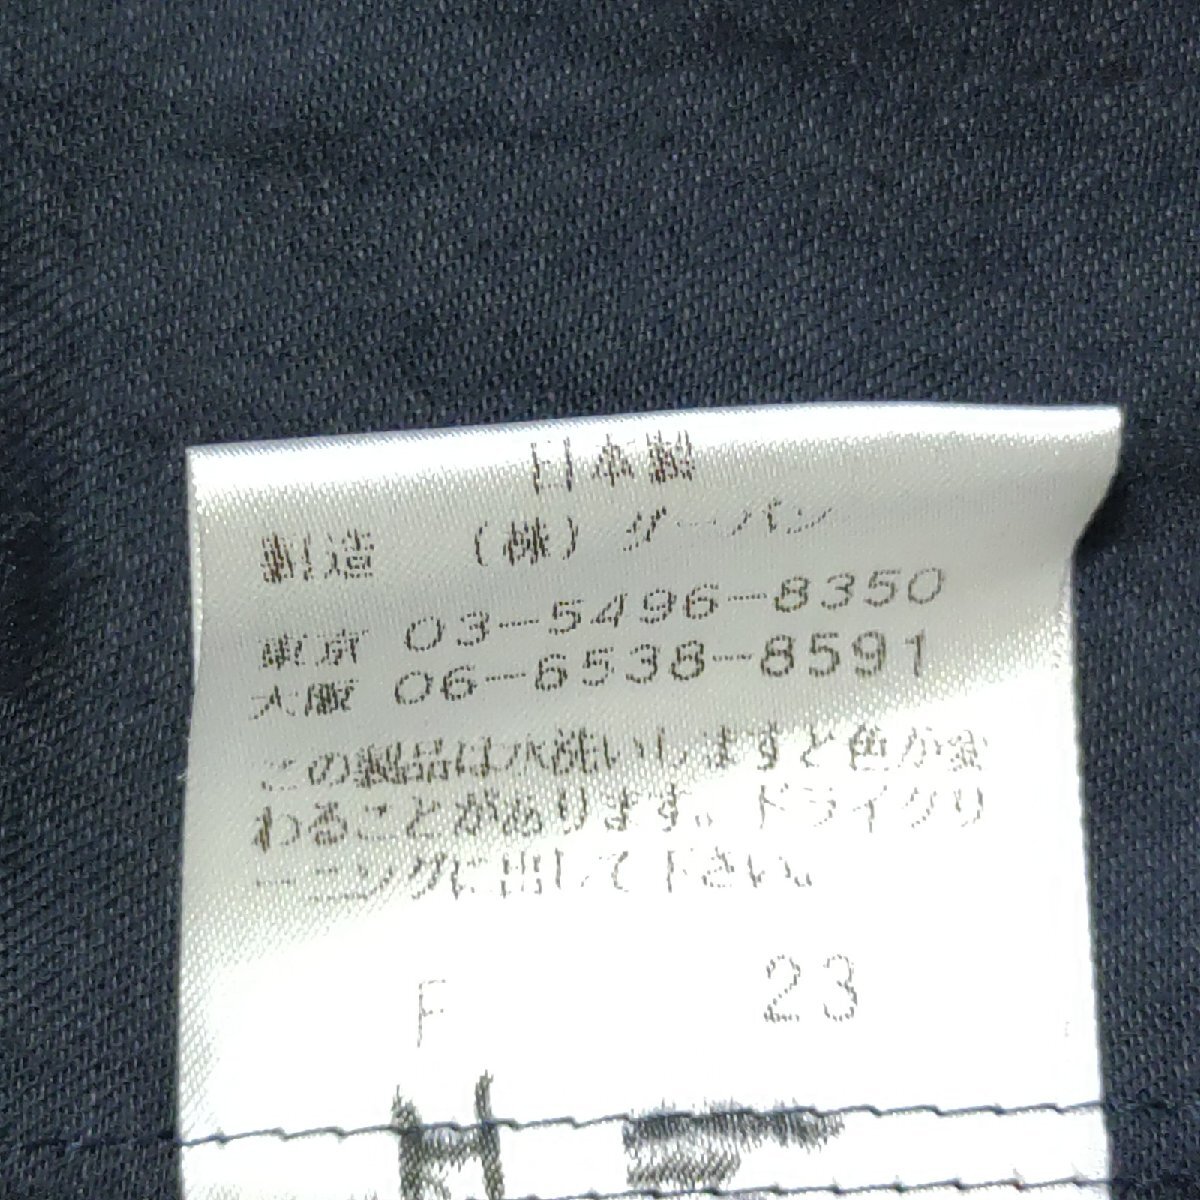 日本製
製造 (株) ダーバン
東京 03-5496-8350
大阪 06-6538-8591
この製品は水洗いしますと色が変
わることがあります。ドライクリ
ーニングに出して下さい。
F 23